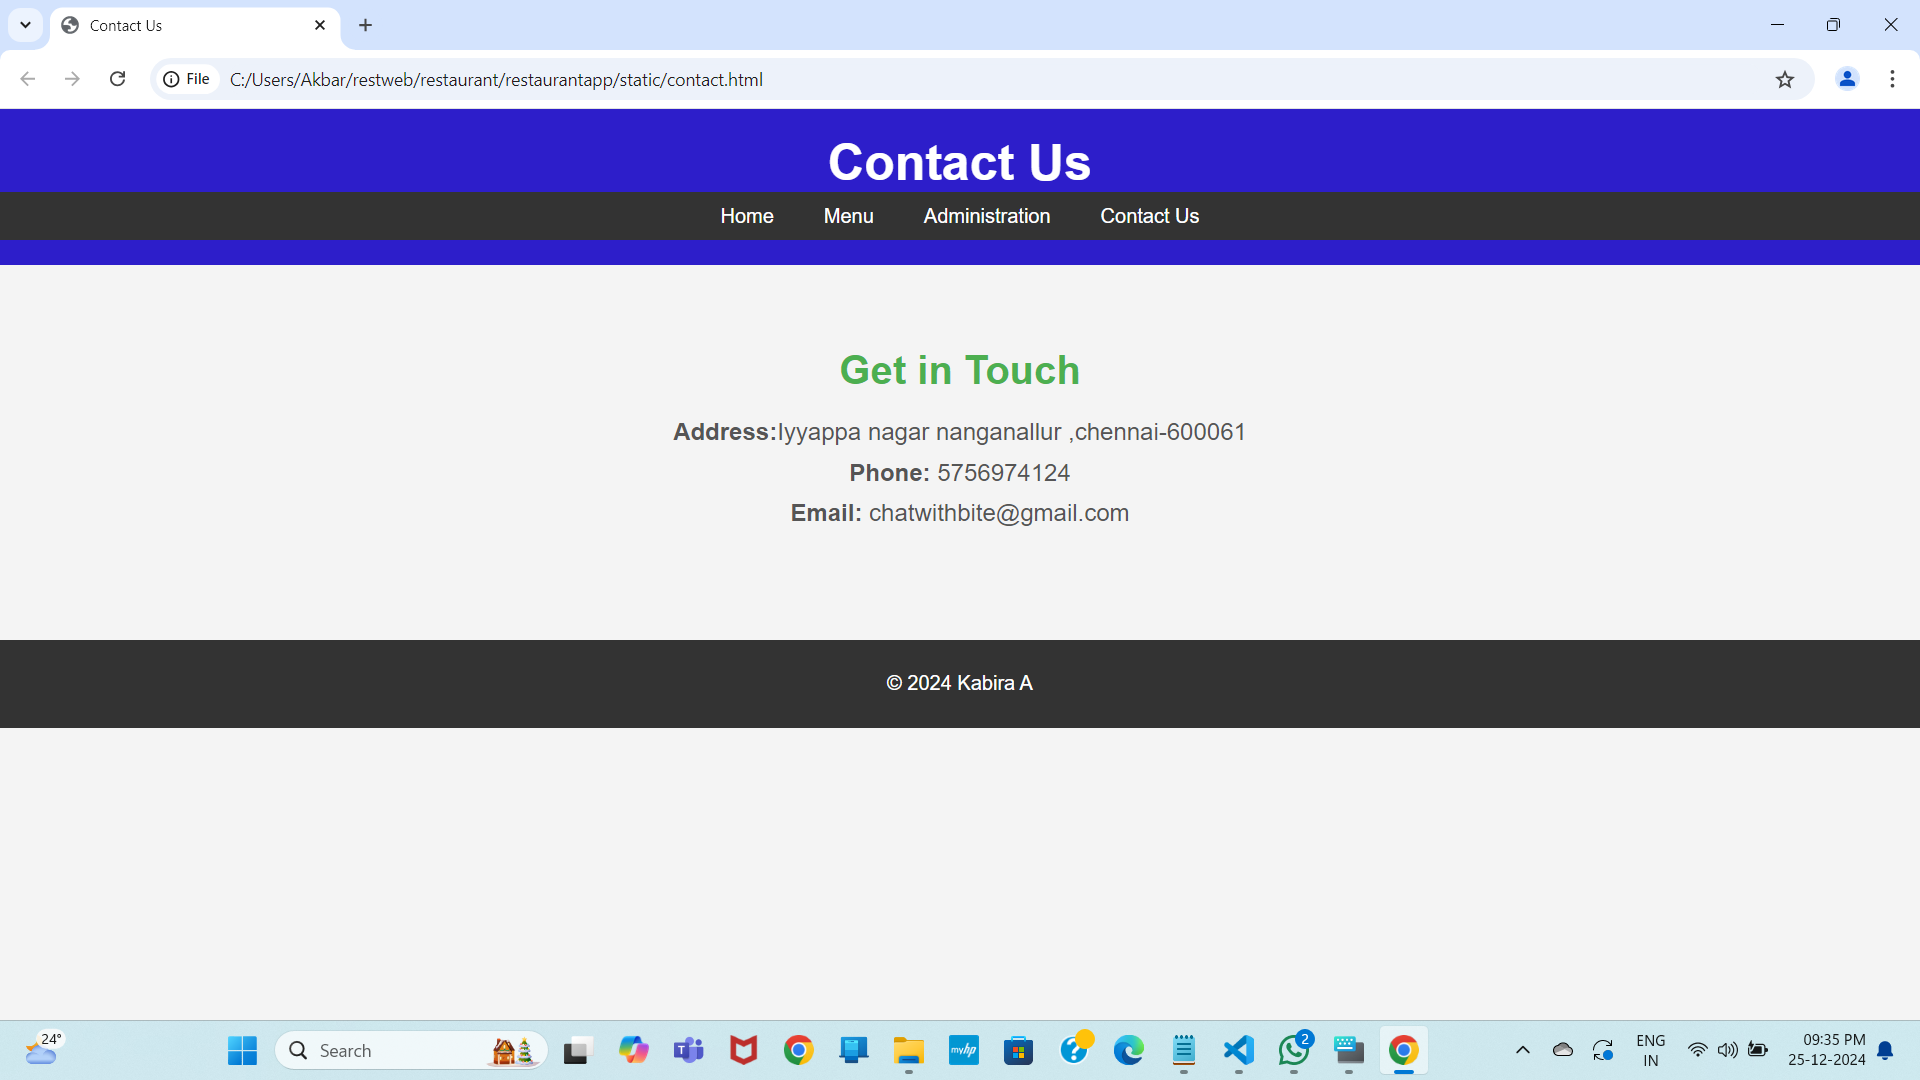 Contact Us
File C:/Users/Akbar/restweb/restaurant/restaurantapp/static/contact.html
Contact Us
Home Menu Administration Contact Us
Get in Touch
Address:Iyyappa nagar nanganallur ,chennai-600061
Phone: 5756974124
Email: chatwithbite@gmail.com
© 2024 Kabira A
24°
Search
myhp
2
ENG
IN
09:35 PM
25-12-2024